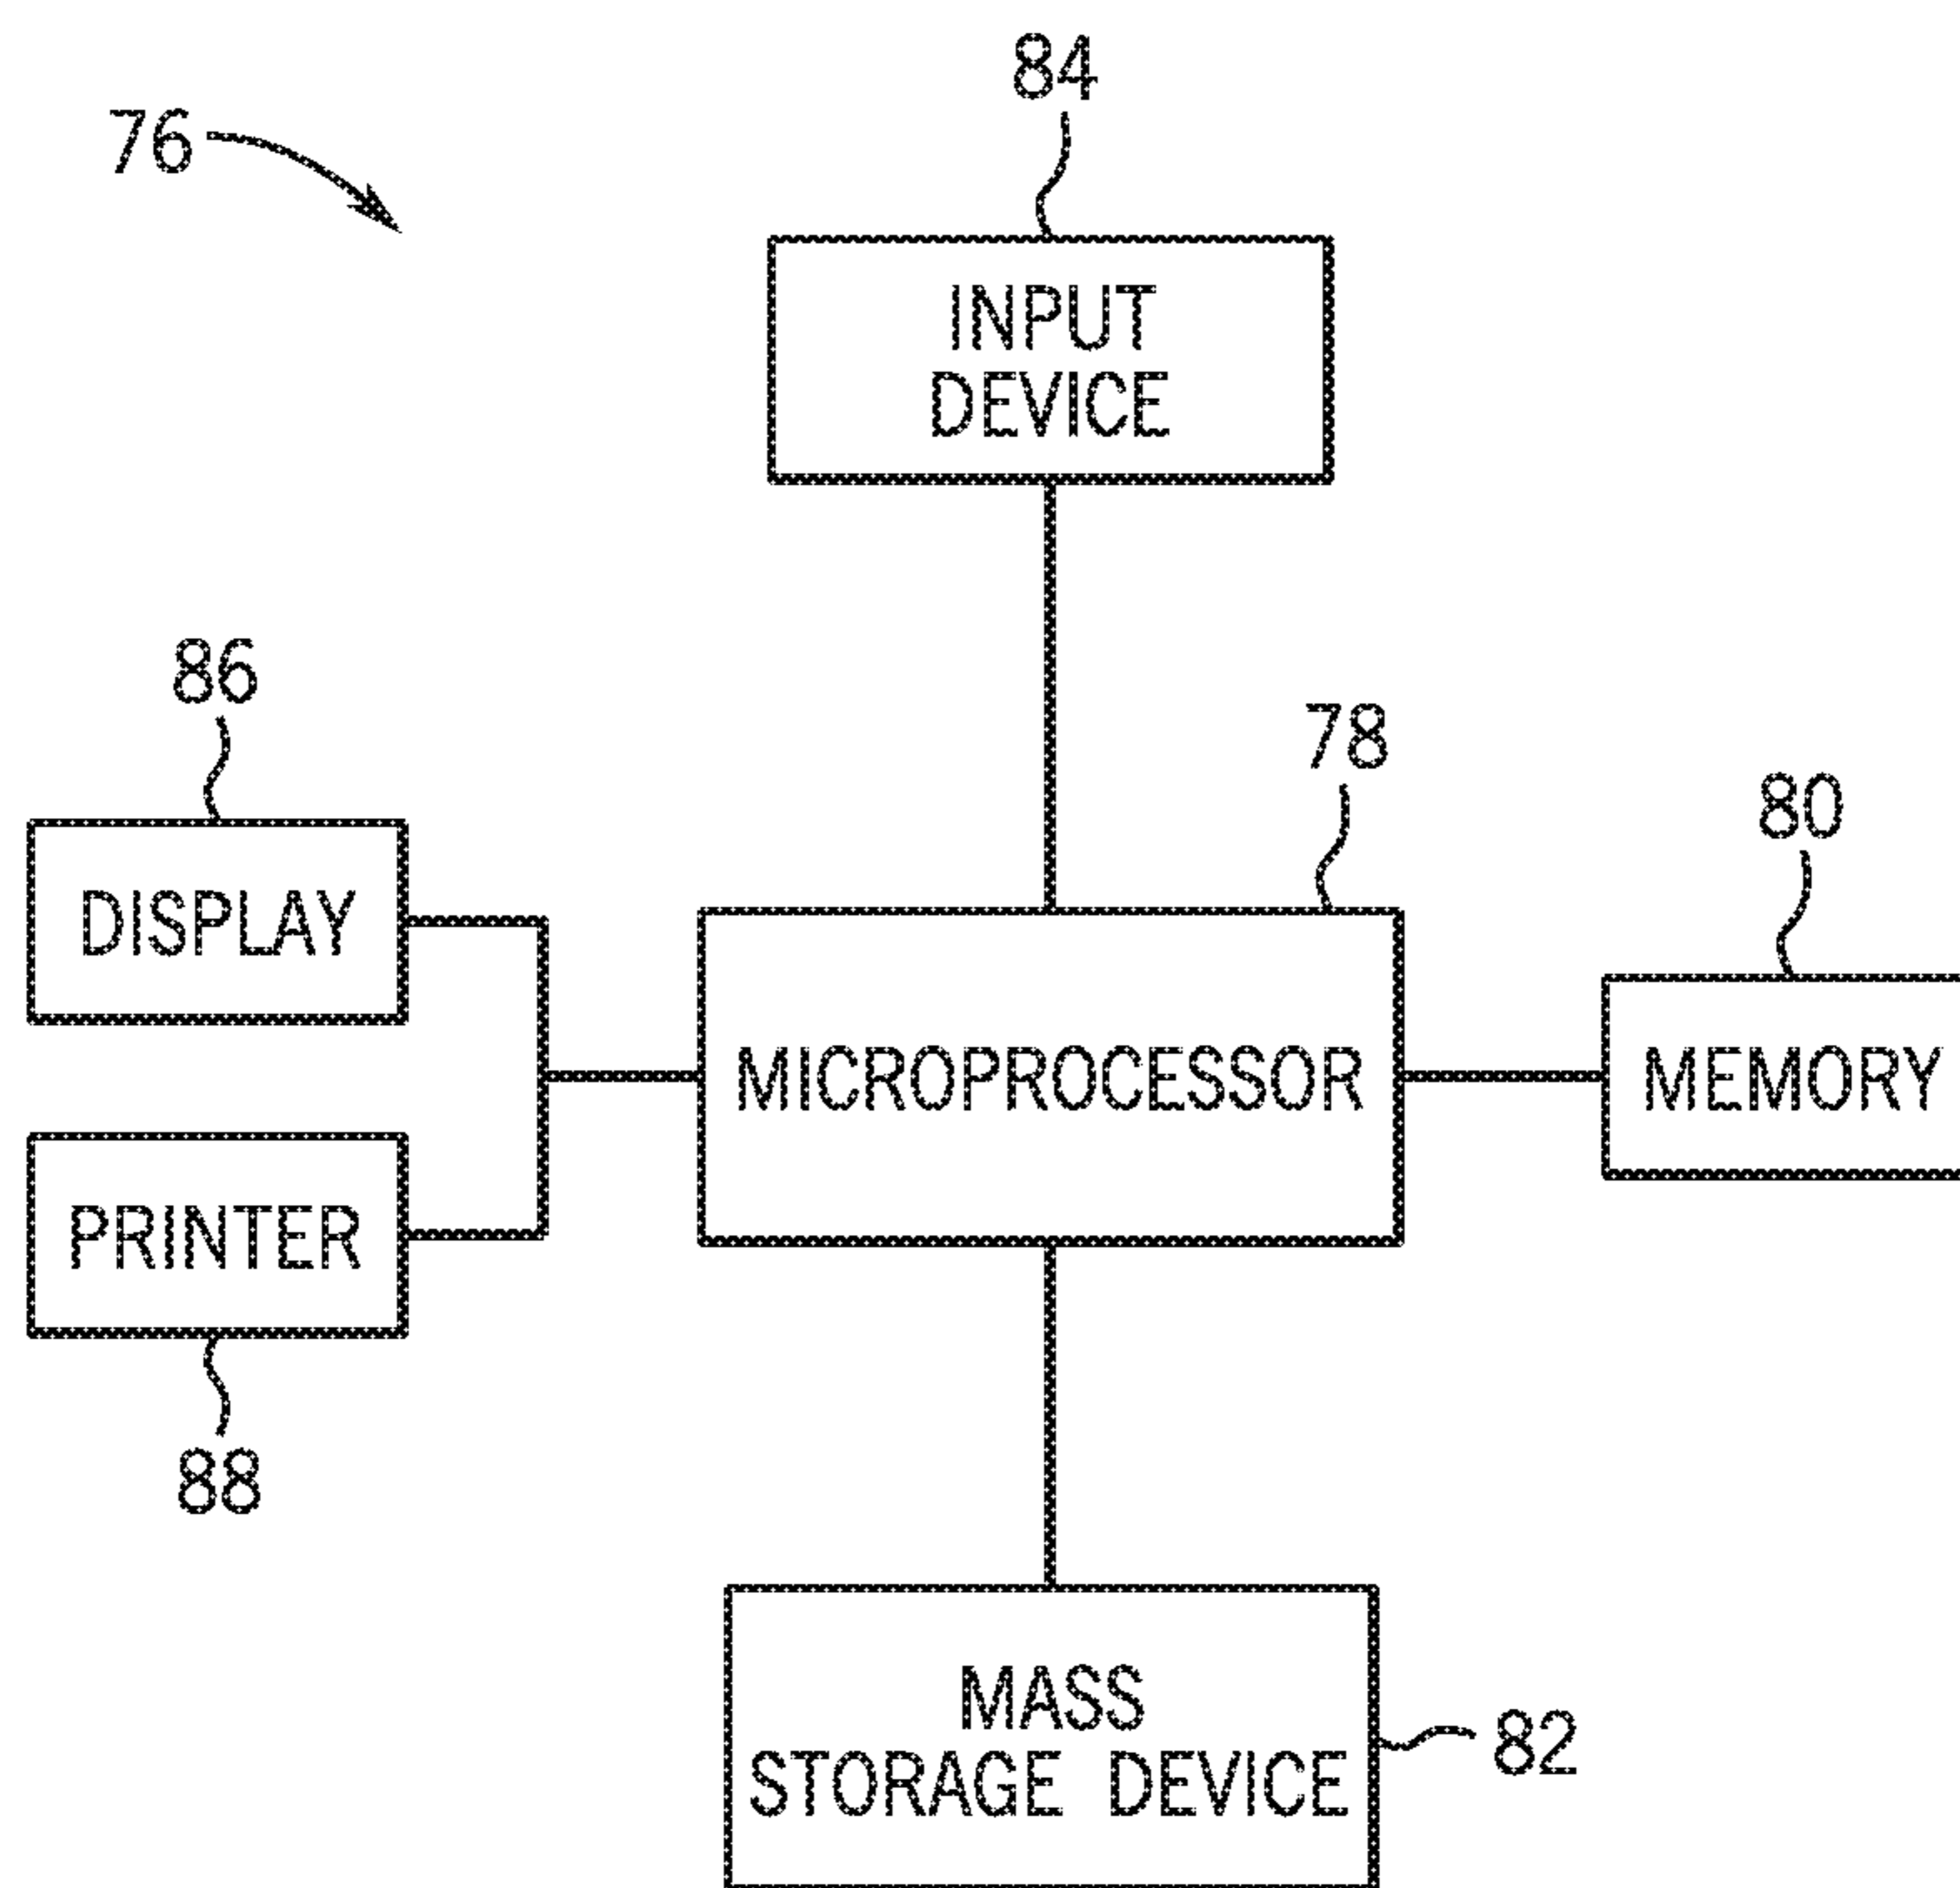 84
76
INPUT
DEVICE
86
78
80
DISPLAY
MICROPROCESSOR
MEMORY
PRINTER
88
MASS
STORAGE DEVICE
82